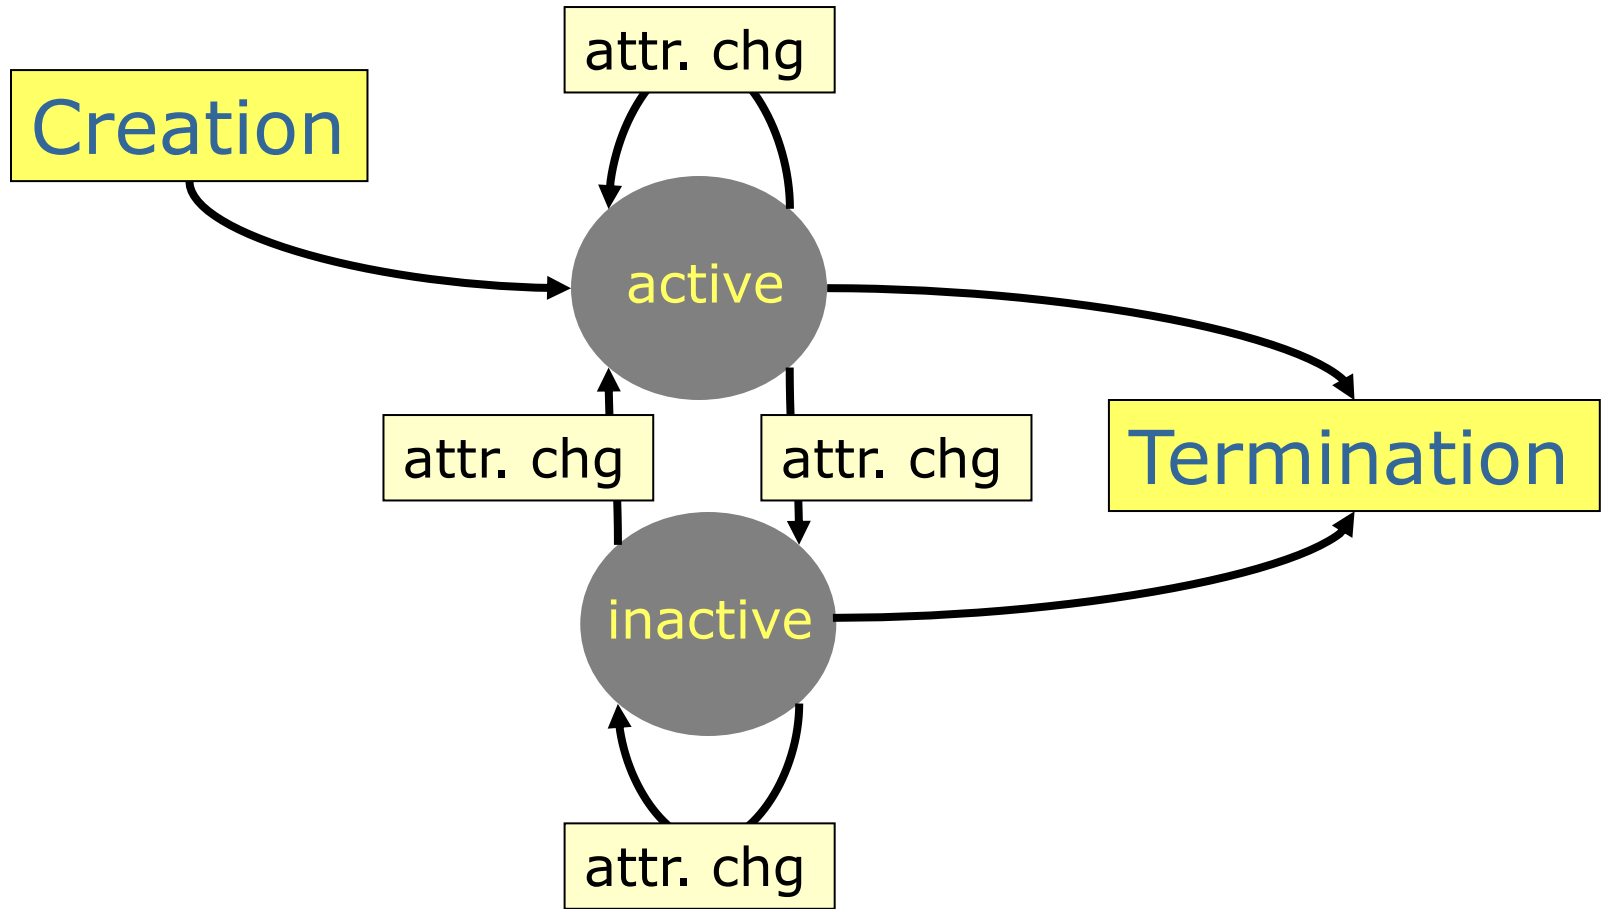 attr. chg
Creation
active
attr. chg
attr. chg
Termination
inactive
attr. chg